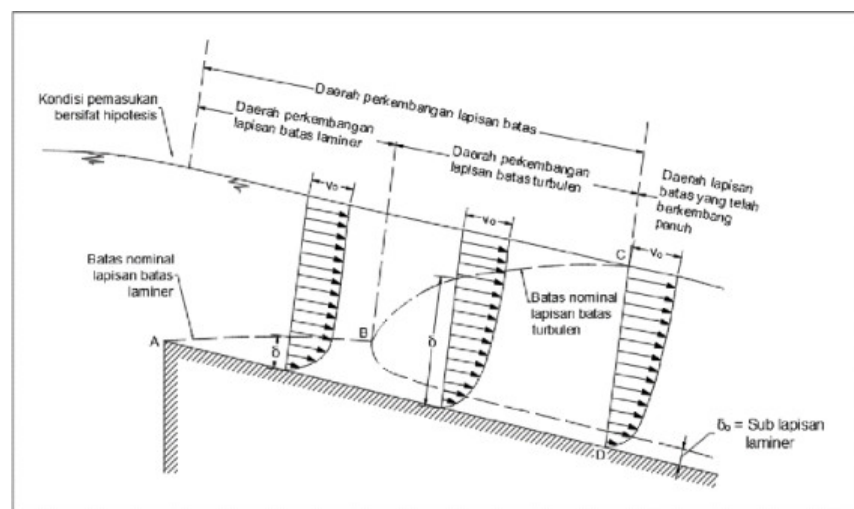 Daerah perkembangan lapisan batas
Kondisi pemasukan
bersifat hipotesis
Daerah perkembangan
lapisan batas laminer
Daerah perkembangan
lapisan batas turbulen
Daerah lapisan
batas yang telah
berkembang
penuh
v₀
v₀
C
v₀
Batas nominal
lapisan batas
laminer
Batas nominal
lapisan batas
turbulen
A
B
δ
δ
D
δ₀ = Sub lapisan
laminer